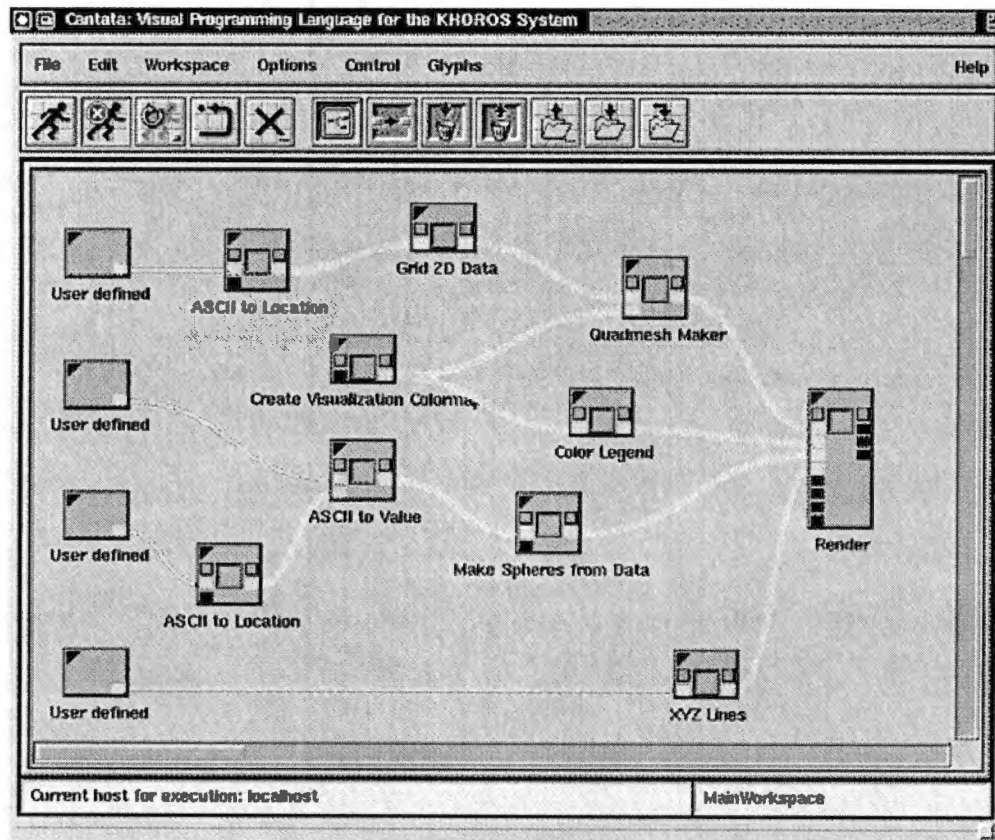 Cantata: Visual Programming Language for the KHOROS System
File Edit Workspace Options Control Glyphs Help
User defined
ASCII to Location
Grid 2D Data
Quadmesh Maker
Create Visualization Colormap
User defined
Color Legend
ASCII to Value
Render
User defined
Make Spheres from Data
ASCII to Location
User defined
XYZ Lines
Current host for execution: localhost
MainWorkspace